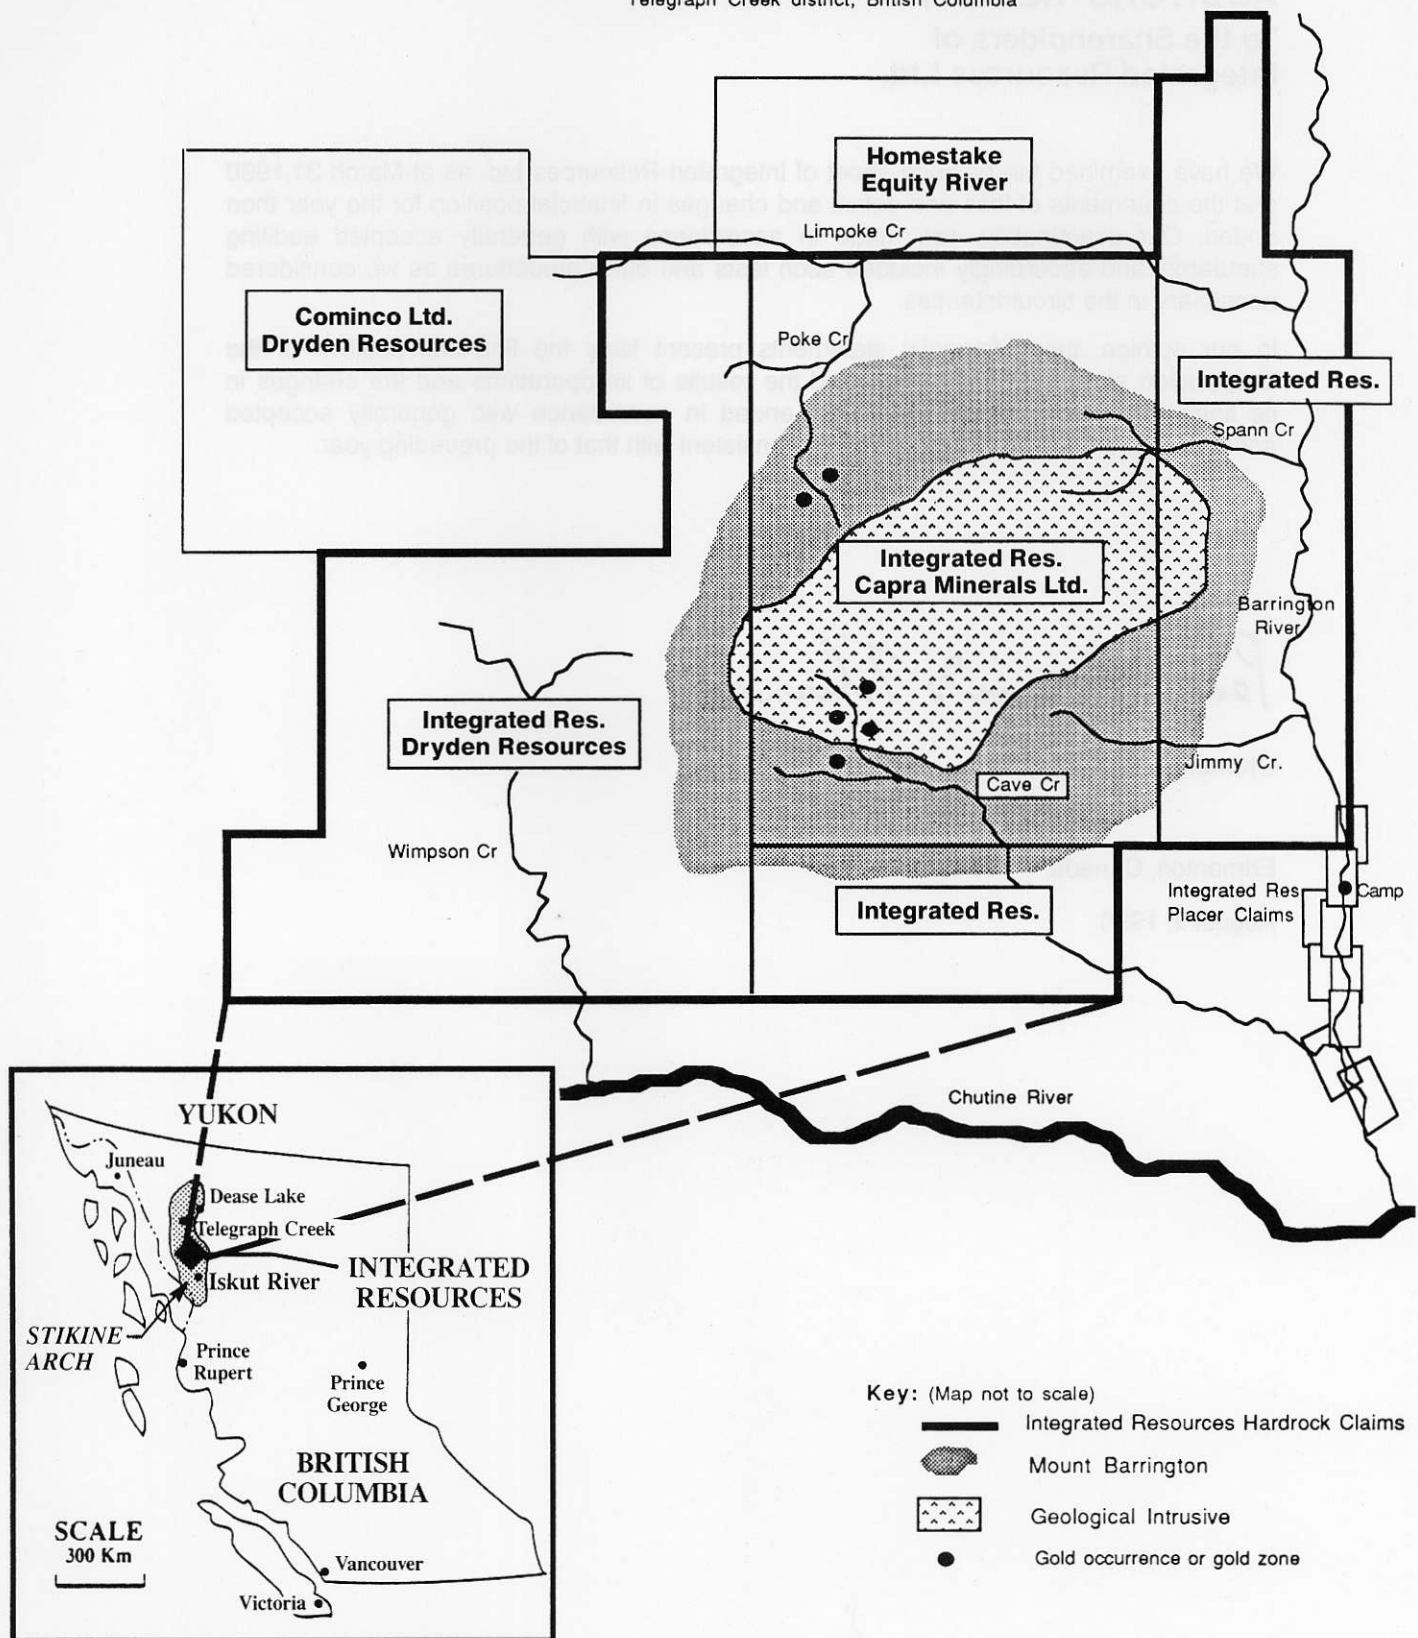 Telegraph Creek district, British Columbia
Homestake
Equity River
Limpoke Cr
Cominco Ltd.
Dryden Resources
Poke Cr
Integrated Res.
Spann Cr
Integrated Res.
Capra Minerals Ltd.
Barrington
River
Integrated Res.
Dryden Resources
Jimmy Cr.
Cave Cr
Wimpson Cr
Integrated Res
Placer Claims
Camp
Integrated Res.
Chutine River
YUKON
Juneau
Dease Lake
Telegraph Creek
Iskut River
INTEGRATED
RESOURCES
STIKINE
ARCH
Prince
Rupert
Prince
George
BRITISH
COLUMBIA
SCALE
300 Km
Vancouver
Victoria
Key: (Map not to scale)
Integrated Resources Hardrock Claims
Mount Barrington
Geological Intrusive
Gold occurrence or gold zone